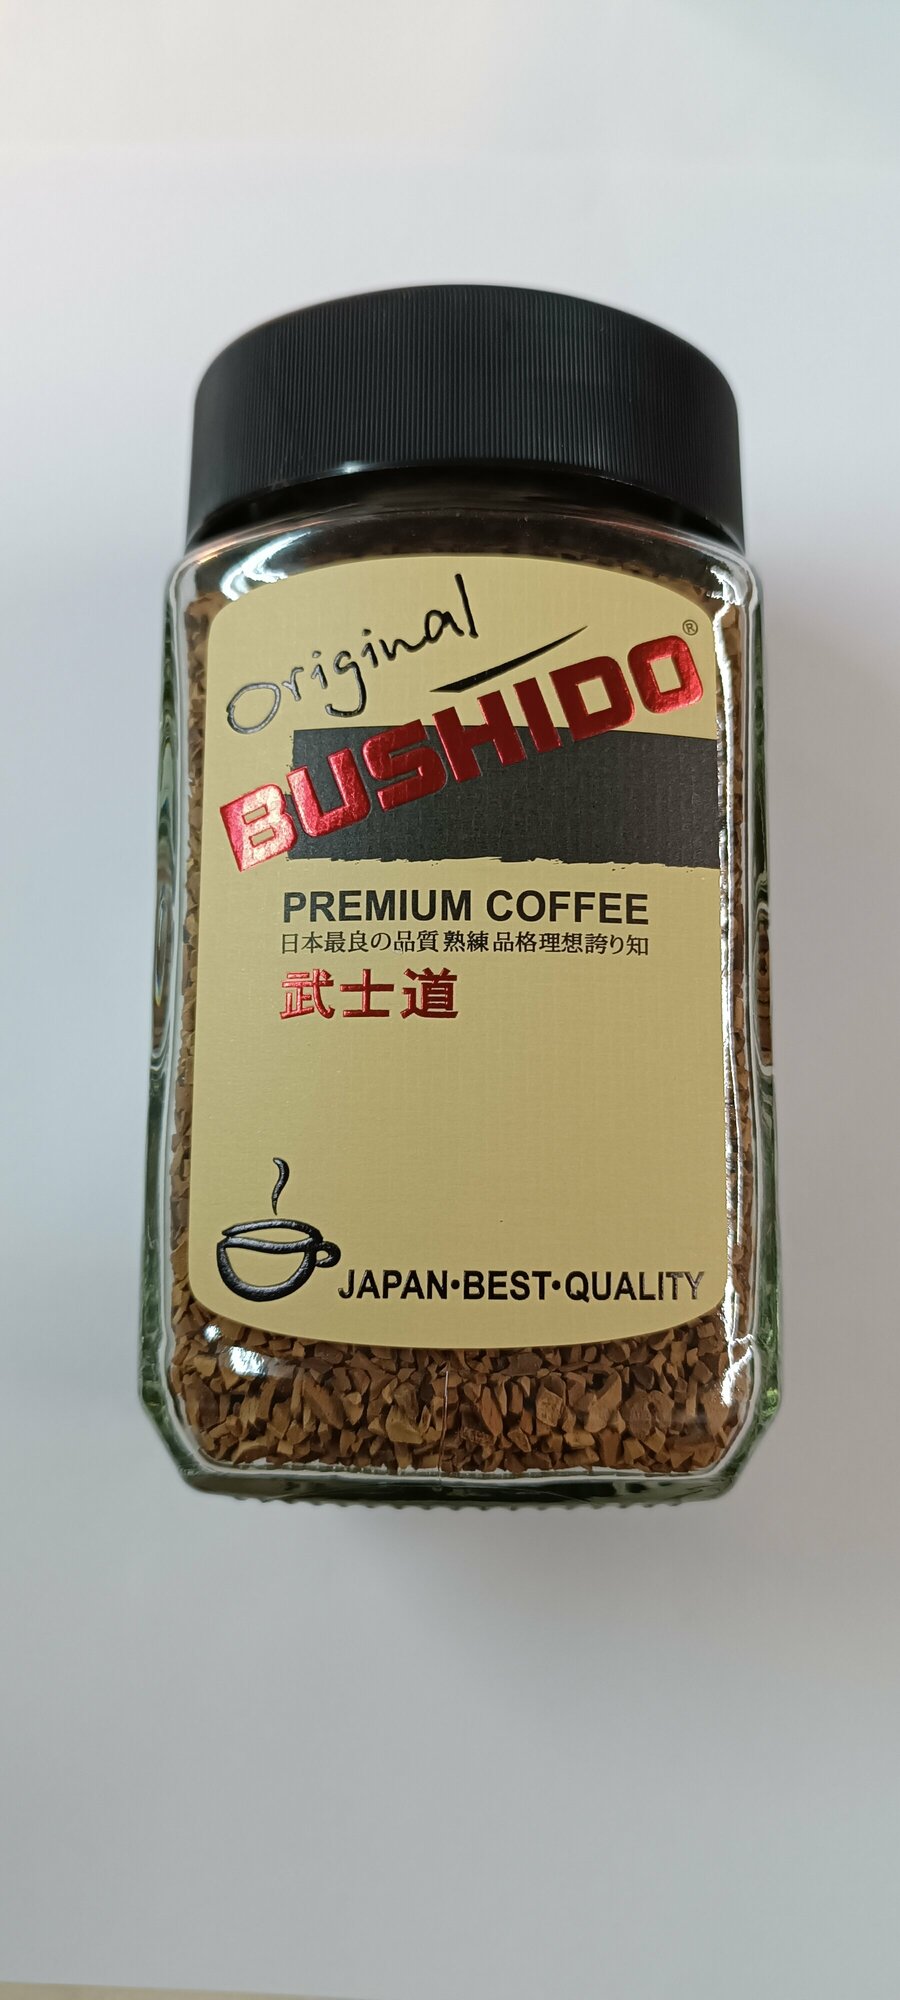 Original
BUSHIDO®
PREMIUM COFFEE
日本最良の品質 熟練 品格理想誇り知
武士道
JAPAN•BEST•QUALITY